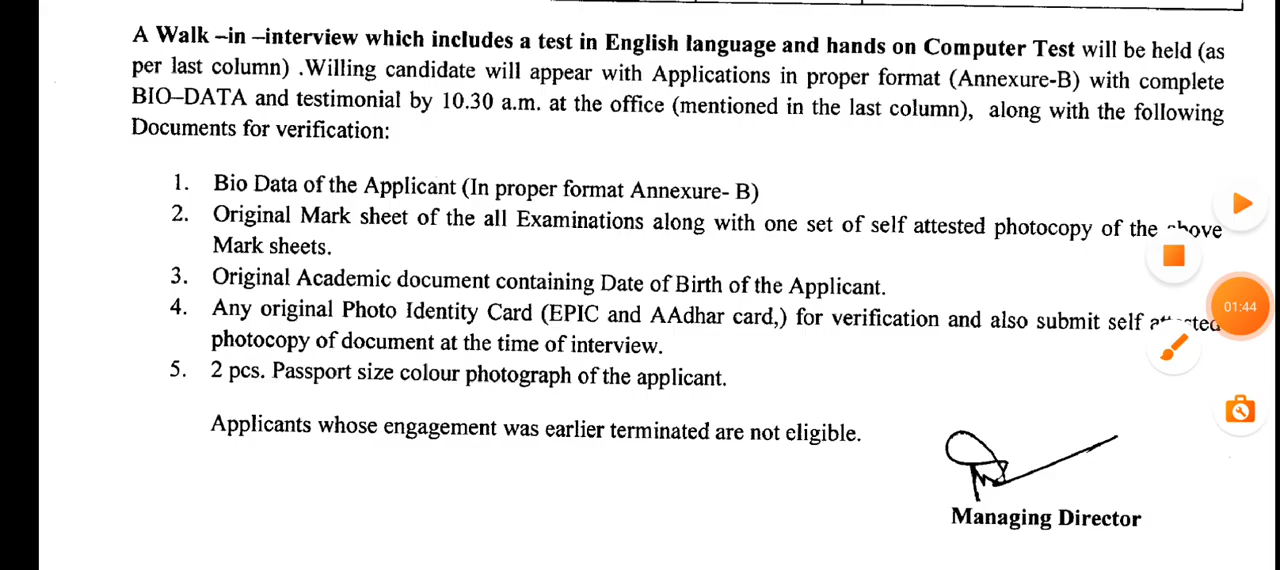 A Walk –in –interview which includes a test in English language and hands on Computer Test will be held (as
per last column) .Willing candidate will appear with Applications in proper format (Annexure-B) with complete
BIO–DATA and testimonial by 10.30 a.m. at the office (mentioned in the last column), along with the following
Documents for verification:
1. Bio Data of the Applicant (In proper format Annexure- B)
2. Original Mark sheet of the all Examinations along with one set of self attested photocopy of the above
Mark sheets.
3. Original Academic document containing Date of Birth of the Applicant.
4. Any original Photo Identity Card (EPIC and AAdhar card,) for verification and also submit self attested
photocopy of document at the time of interview.
5. 2 pcs. Passport size colour photograph of the applicant.
Applicants whose engagement was earlier terminated are not eligible.
Managing Director
01:44